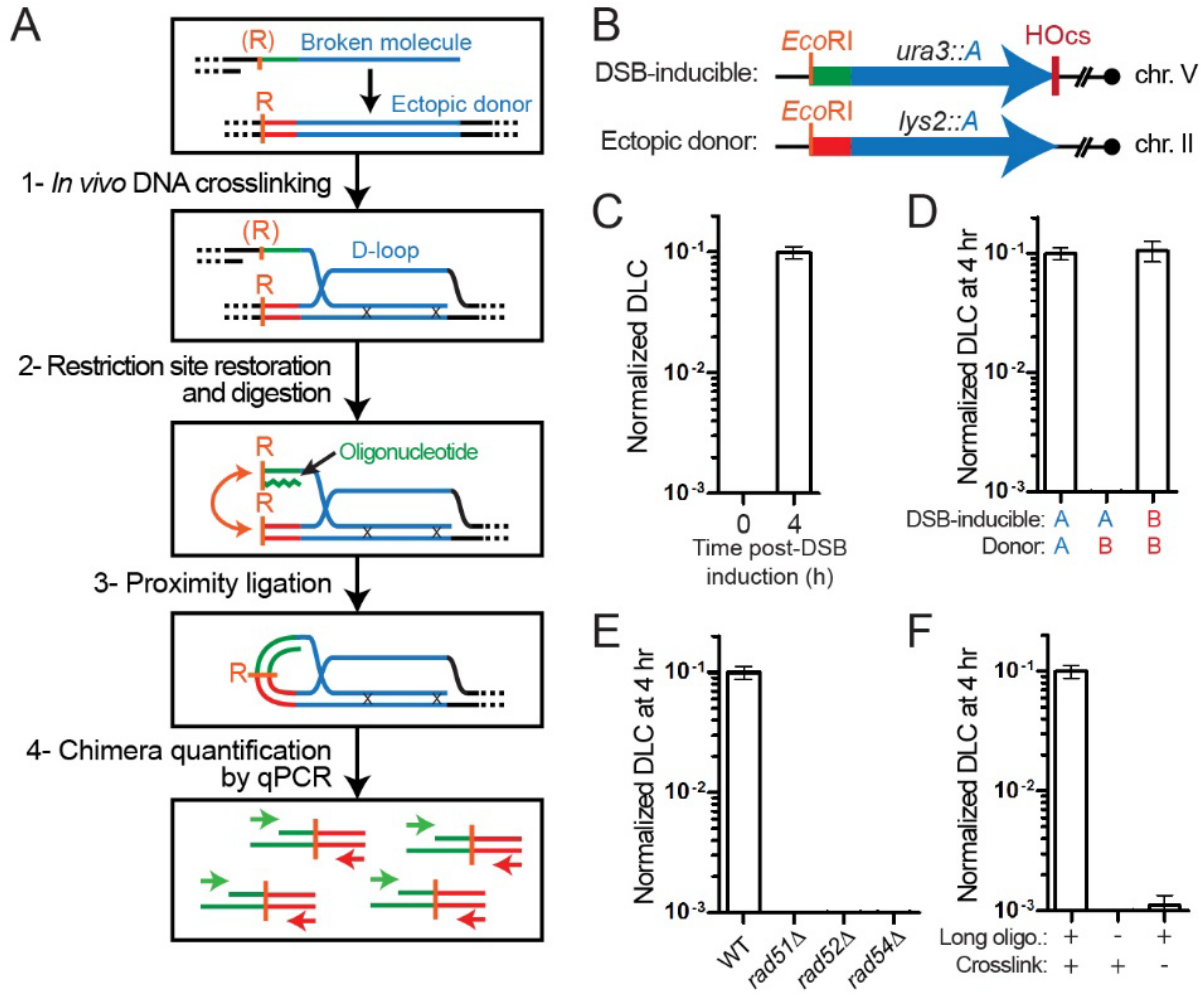 A
(R)
Broken molecule
R
Ectopic donor
1- In vivo DNA crosslinking
(R)
D-loop
R
x x
2- Restriction site restoration
and digestion
R
Oligonucleotide
R
x x
3- Proximity ligation
R
x x
4- Chimera quantification
by qPCR
B
EcoRI ura3::A HOcs
DSB-inducible: chr. V
EcoRI lys2::A
Ectopic donor: chr. II
C
Normalized DLC
10-1
10-2
10-3
0 4
Time post-DSB
induction (h)
D
Normalized DLC at 4 hr
10-1
10-2
10-3
DSB-inducible: A A B
Donor: A B B
E
Normalized DLC at 4 hr
10-1
10-2
10-3
WT rad51Δ rad52Δ rad54Δ
F
Normalized DLC at 4 hr
10-1
10-2
10-3
Long oligo.: + - +
Crosslink: + + -